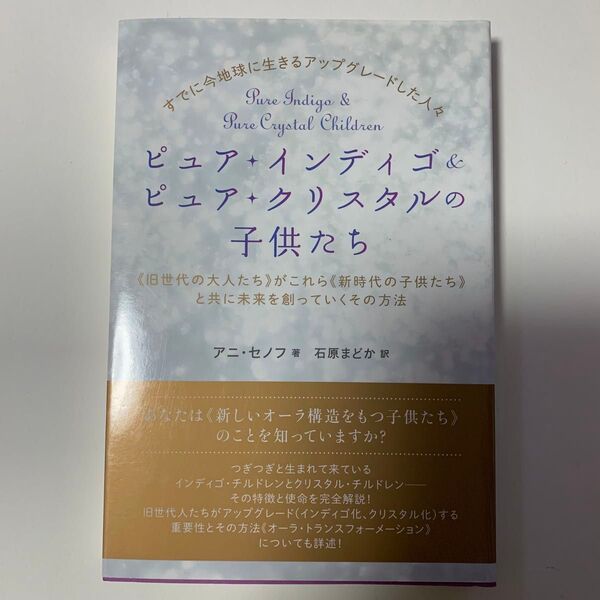 すでに今地球に生きるアップグレードした人々
Pure Indigo &
Pure Crystal Children
ピュア✦インディゴ&
ピュア✦クリスタルの
子供たち
《旧世代の大人たち》がこれら《新時代の子供たち》
と共に未来を創っていくその方法
アニ・セノフ 著 石原まどか 訳
あなたは《新しいオーラ構造をもつ子供たち》
のことを知っていますか?
つぎつぎと生まれて来ている
インディゴ・チルドレンとクリスタル・チルドレン――
その特徴と使命を完全解説!
旧世代人たちがアップグレード(インディゴ化、クリスタル化)する
重要性とその方法《オーラ・トランスフォーメーション》
についても詳述!